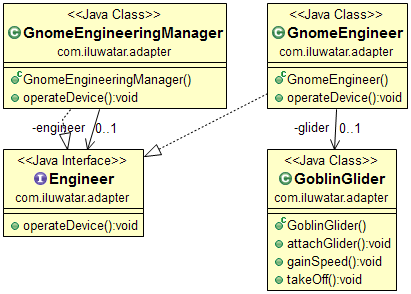 <<Java Class>>
GnomeEngineeringManager
com.iluwatar.adapter
GnomeEngineeringManager()
operateDevice():void
<<Java Class>>
GnomeEngineer
com.iluwatar.adapter
GnomeEngineer()
operateDevice():void
-engineer
0..1
-glider
0..1
<<Java Interface>>
Engineer
com.iluwatar.adapter
operateDevice():void
<<Java Class>>
GoblinGlider
com.iluwatar.adapter
GoblinGlider()
attachGlider():void
gainSpeed():void
takeOff():void